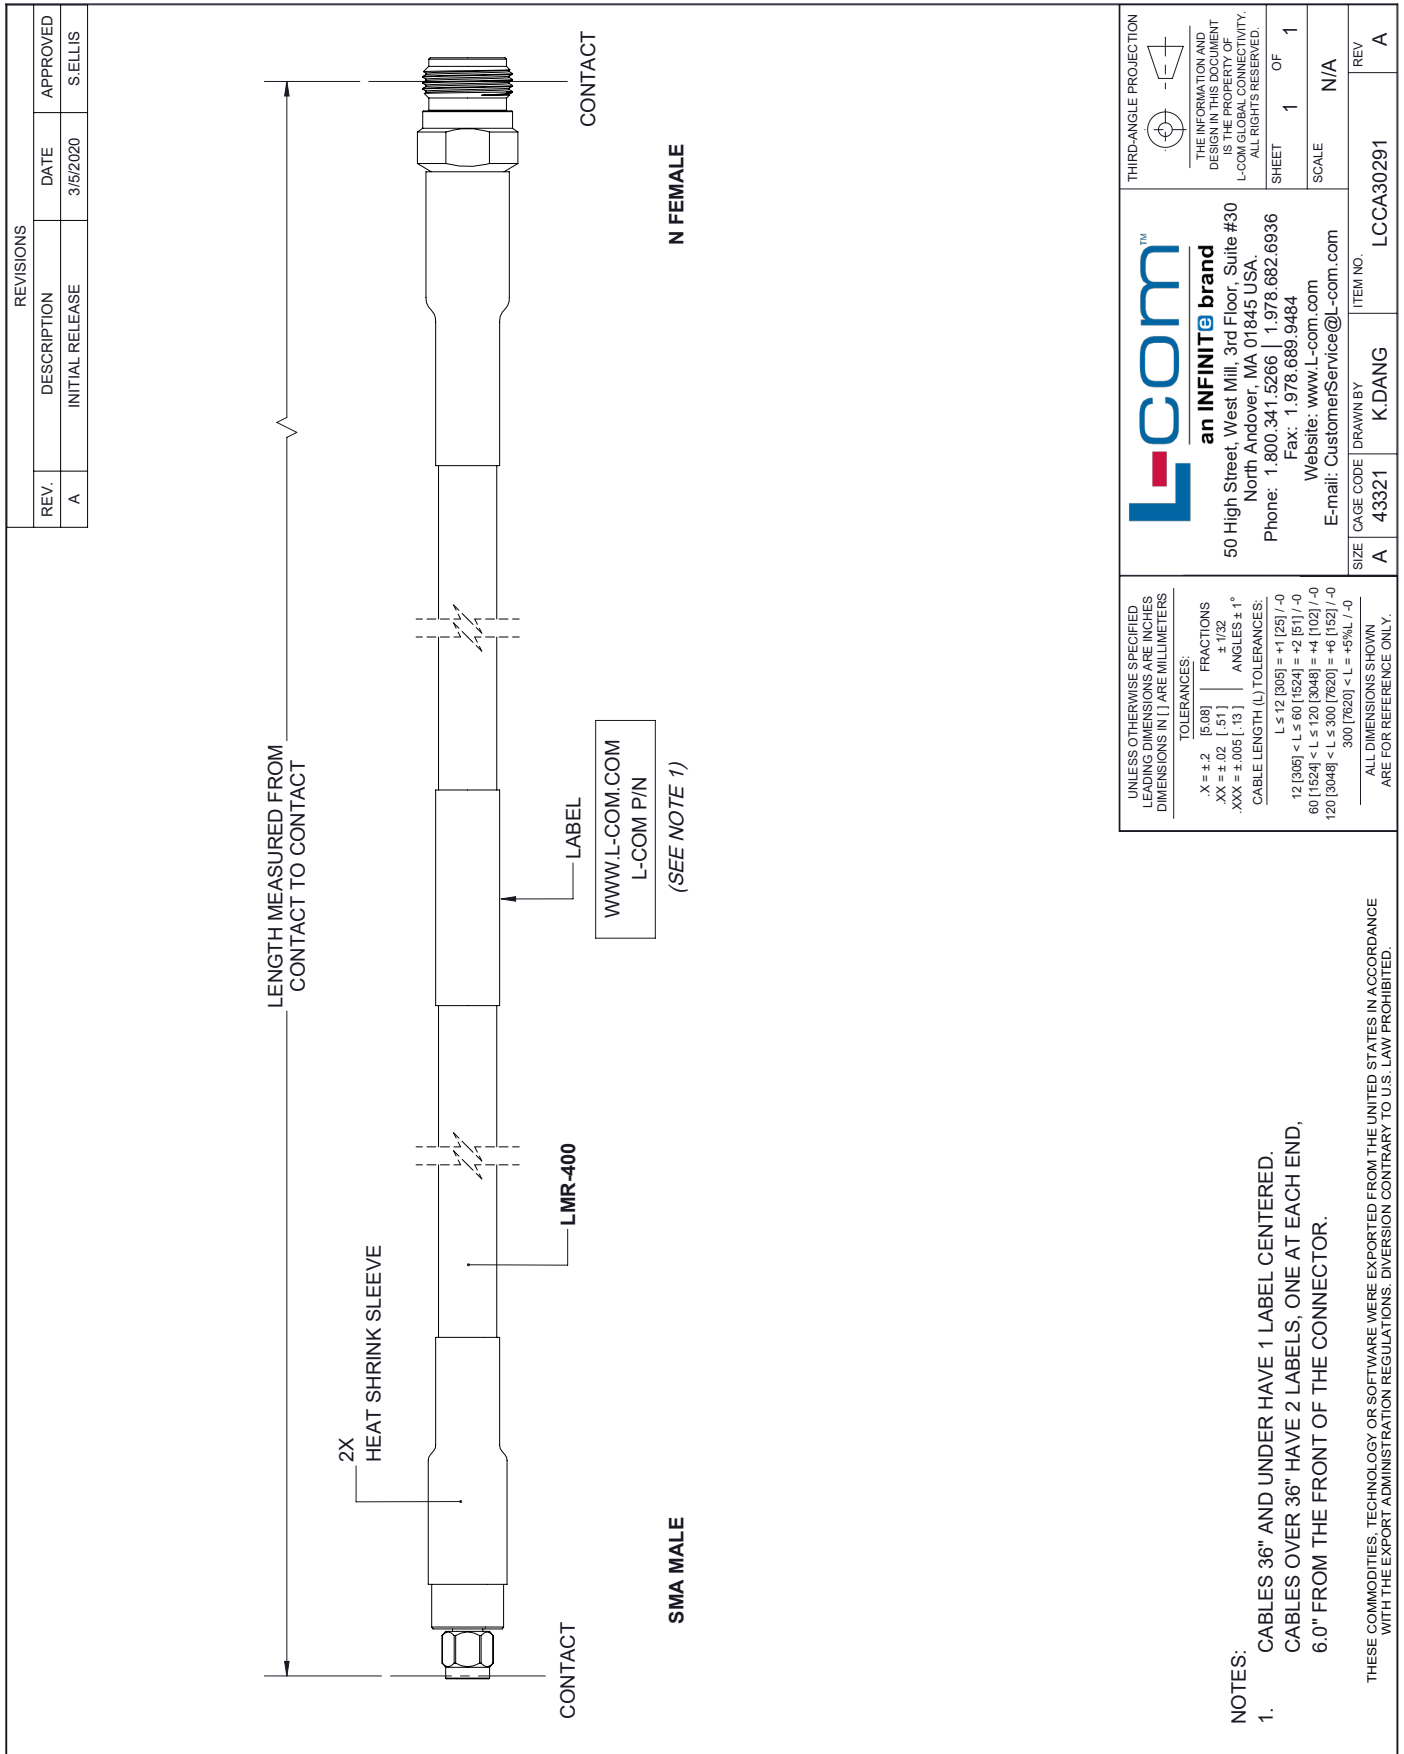 REVISIONS
REV. DESCRIPTION DATE APPROVED
A INITIAL RELEASE 3/5/2020 S.ELLIS
LENGTH MEASURED FROM
CONTACT TO CONTACT
2X
HEAT SHRINK SLEEVE
LMR-400
LABEL
WWW.L-COM.COM
L-COM P/N
(SEE NOTE 1)
CONTACT
CONTACT
SMA MALE
N FEMALE
NOTES:
1. CABLES 36" AND UNDER HAVE 1 LABEL CENTERED.
CABLES OVER 36" HAVE 2 LABELS, ONE AT EACH END,
6.0" FROM THE FRONT OF THE CONNECTOR.
THESE COMMODITIES, TECHNOLOGY OR SOFTWARE WERE EXPORTED FROM THE UNITED STATES IN ACCORDANCE
WITH THE EXPORT ADMINISTRATION REGULATIONS. DIVERSION CONTRARY TO U.S. LAW PROHIBITED.
UNLESS OTHERWISE SPECIFIED
LEADING DIMENSIONS ARE INCHES
DIMENSIONS IN [ ] ARE MILLIMETERS
TOLERANCES:
.X = ±.2 [5.08] FRACTIONS
.XX = ±.02 [.51] ± 1/32
.XXX = ±.005 [.13] ANGLES ± 1°
CABLE LENGTH (L) TOLERANCES:
L ≤ 12 [305] = +1 [25] / -0
12 [305] < L ≤ 60 [1524] = +2 [51] / -0
60 [1524] < L ≤ 120 [3048] = +4 [102] / -0
120 [3048] < L ≤ 300 [7620] = +6 [152] / -0
300 [7620] < L = +5%L / -0
ALL DIMENSIONS SHOWN
ARE FOR REFERENCE ONLY.
L-com™
an INFINITe brand
50 High Street, West Mill, 3rd Floor, Suite #30
North Andover, MA 01845 USA.
Phone: 1.800.341.5266 | 1.978.682.6936
Fax: 1.978.689.9484
Website: www.L-com.com
E-mail: CustomerService@L-com.com
THIRD-ANGLE PROJECTION
THE INFORMATION AND
DESIGN IN THIS DOCUMENT
IS THE PROPERTY OF
L-COM GLOBAL CONNECTIVITY.
ALL RIGHTS RESERVED.
SHEET 1 OF 1
SCALE N/A
SIZE CAGE CODE DRAWN BY ITEM NO. REV
A 43321 K.DANG LCCA30291 A